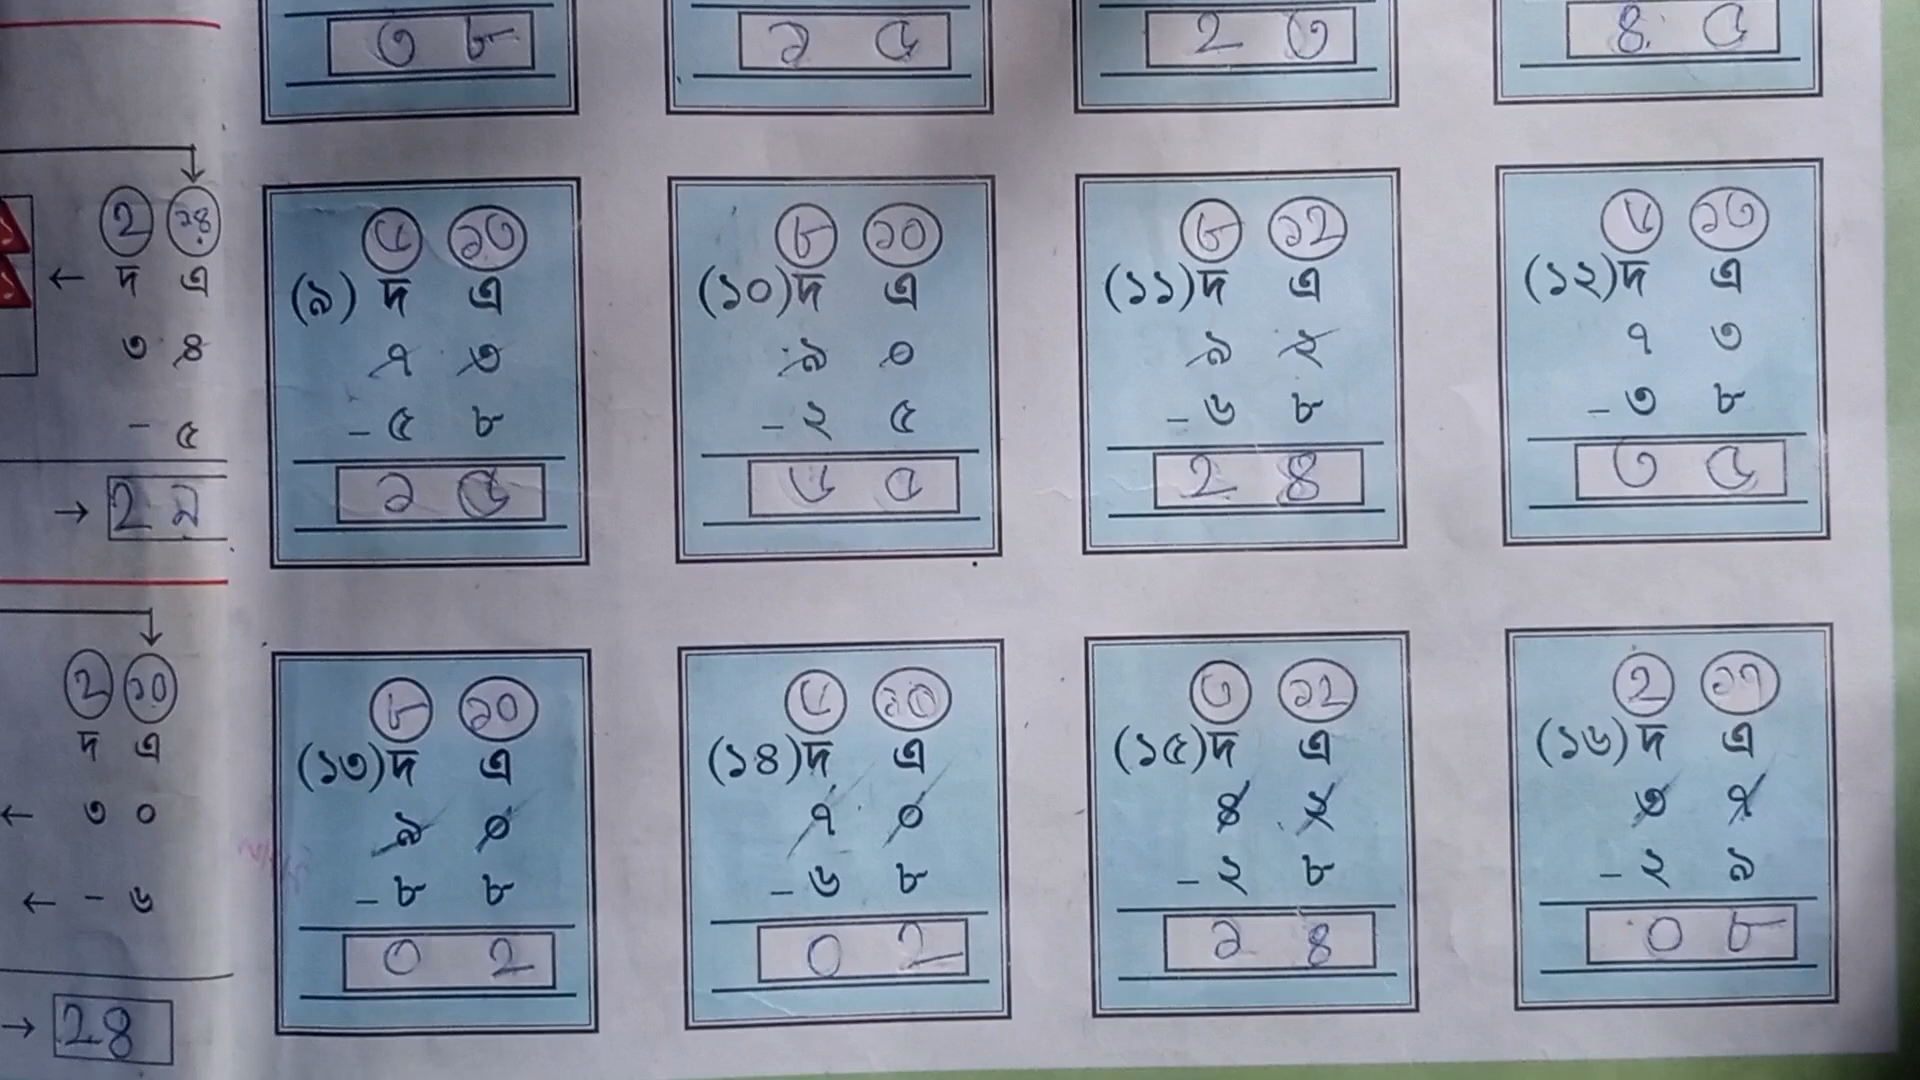 ৩ ৮
১ ৫
২ ৩
৪ ৫
২ ১৪
দ এ
৩ ৪
- ৫
২ ৯
২ ১০
দ এ
৩ ০
- ৬
২৪
৬ ১৩
(৯) দ এ
৭ ৩
- ৫ ৮
১ ৫
৮ ১০
(১০) দ এ
৯ ০
- ২ ৫
৬ ৫
৮ ১২
(১১) দ এ
৯ ২
- ৬ ৮
২ ৪
৬ ১৩
(১২) দ এ
৭ ৩
- ৩ ৮
৩ ৫
৮ ১০
(১৩) দ এ
৯ ০
- ৮ ৮
০ ২
৬ ১০
(১৪) দ এ
৭ ০
- ৬ ৮
০ ২
৩ ১২
(১৫) দ এ
৪ ২
- ২ ৮
১ ৪
২ ১৭
(১৬) দ এ
৩ ৭
- ২ ৯
০ ৮